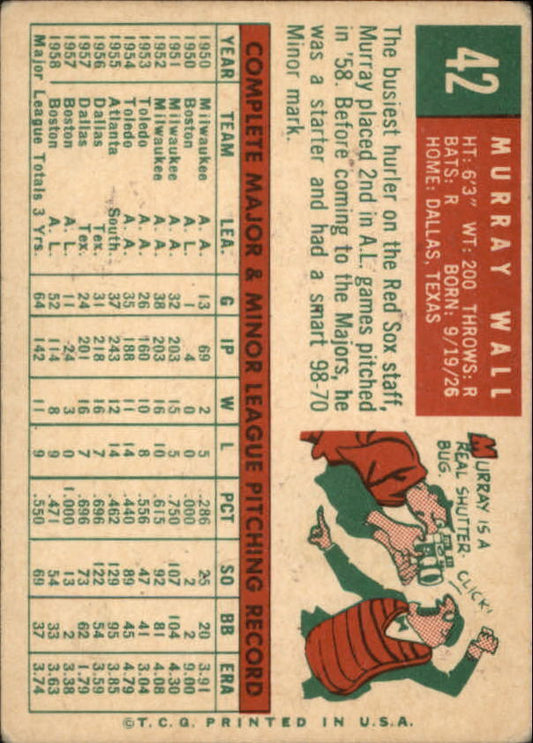 42
MURRAY WALL
HT: 6'3" WT: 200 THROWS: R
BATS: R BORN: 9/19/26
HOME: DALLAS, TEXAS
The busiest hurler on the Red Sox staff,
Murray placed 2nd in A.L. games pitched
in '58. Before coming to the Majors, he
was a starter and had a smart 98-70
Minor mark.
MURRAY IS A
REAL SHUTTER-
BUG.
CLICK!
COMPLETE MAJOR & MINOR LEAGUE PITCHING RECORD
YEAR TEAM LEA. G IP W L PCT SO BB ERA
1950 Milwaukee A. A. 13 69 2 5 .286 25 20 3.91
1950 Boston A. L. 1 4 0 0 .000 2 2 9.00
1951 Milwaukee A. A. 32 203 15 5 .750 107 104 4.30
1952 Milwaukee A. A. 38 203 16 10 .615 92 81 4.08
1953 Toledo A. A. 26 160 10 8 .556 47 41 3.04
1954 Toledo A. A. 35 188 11 14 .440 89 45 4.79
1955 Atlanta South. 37 243 12 14 .462 95 95 3.85
1956 Dallas Tex. 31 218 16 7 .696 122 54 3.59
1957 Dallas Tex. 24 201 16 7 .696 129 62 1.79
1957 Boston A. L. 11 24 3 0 1.000 13 2 3.38
1958 Boston A. L. 52 114 8 9 .471 54 33 3.63
Major League Totals 3 Yrs. 64 142 11 9 .550 69 37 3.74
©T.C.G. PRINTED IN U.S.A.